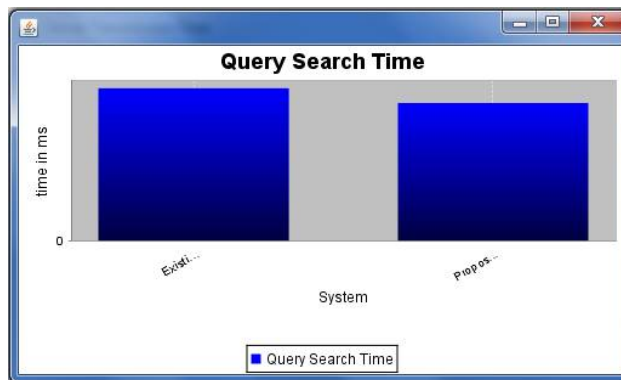 Query Search Time
time in ms
0
Existi...
Propos...
System
Query Search Time